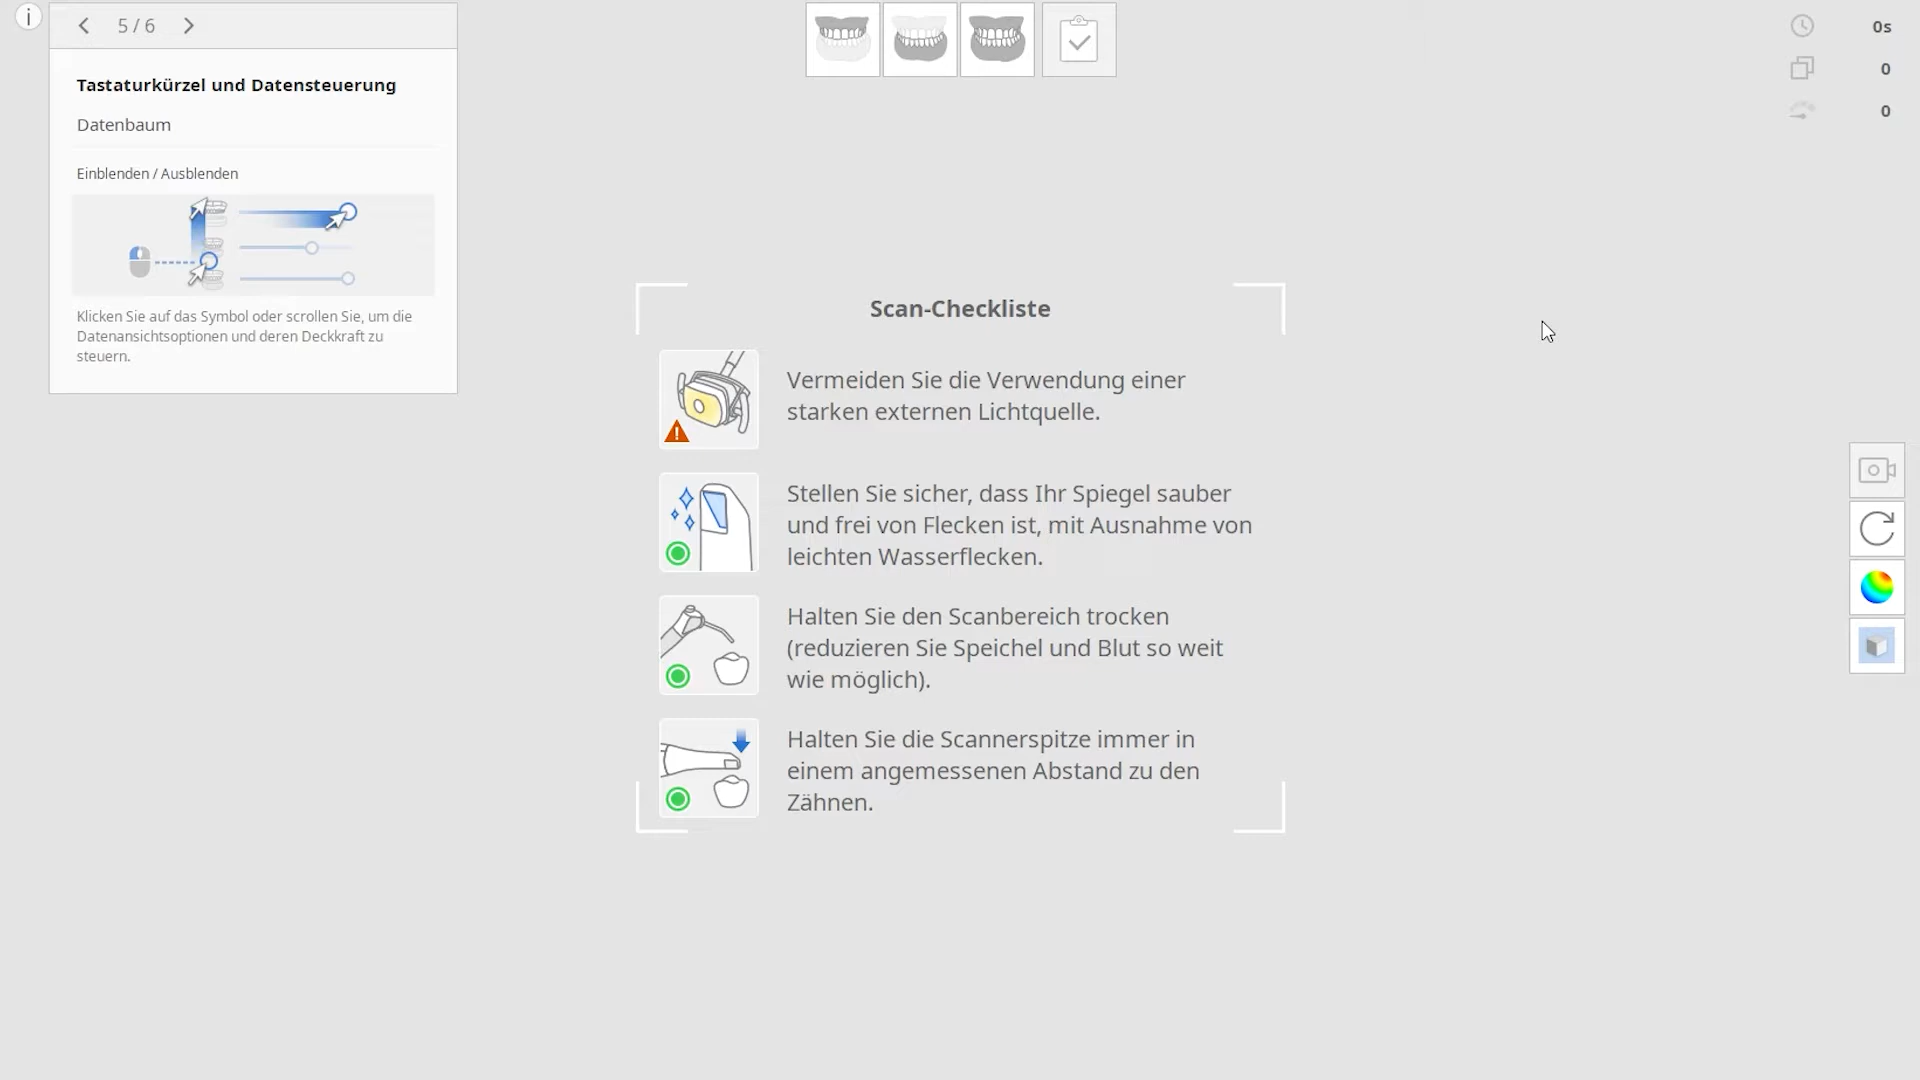 5 / 6
Tastaturkürzel und Datensteuerung
Datenbaum
Einblenden / Ausblenden
Klicken Sie auf das Symbol oder scrollen Sie, um die
Datenansichtsoptionen und deren Deckkraft zu
steuern.
0s
0
0
Scan-Checkliste
Vermeiden Sie die Verwendung einer
starken externen Lichtquelle.
Stellen Sie sicher, dass Ihr Spiegel sauber
und frei von Flecken ist, mit Ausnahme von
leichten Wasserflecken.
Halten Sie den Scanbereich trocken
(reduzieren Sie Speichel und Blut so weit
wie möglich).
Halten Sie die Scannerspitze immer in
einem angemessenen Abstand zu den
Zähnen.